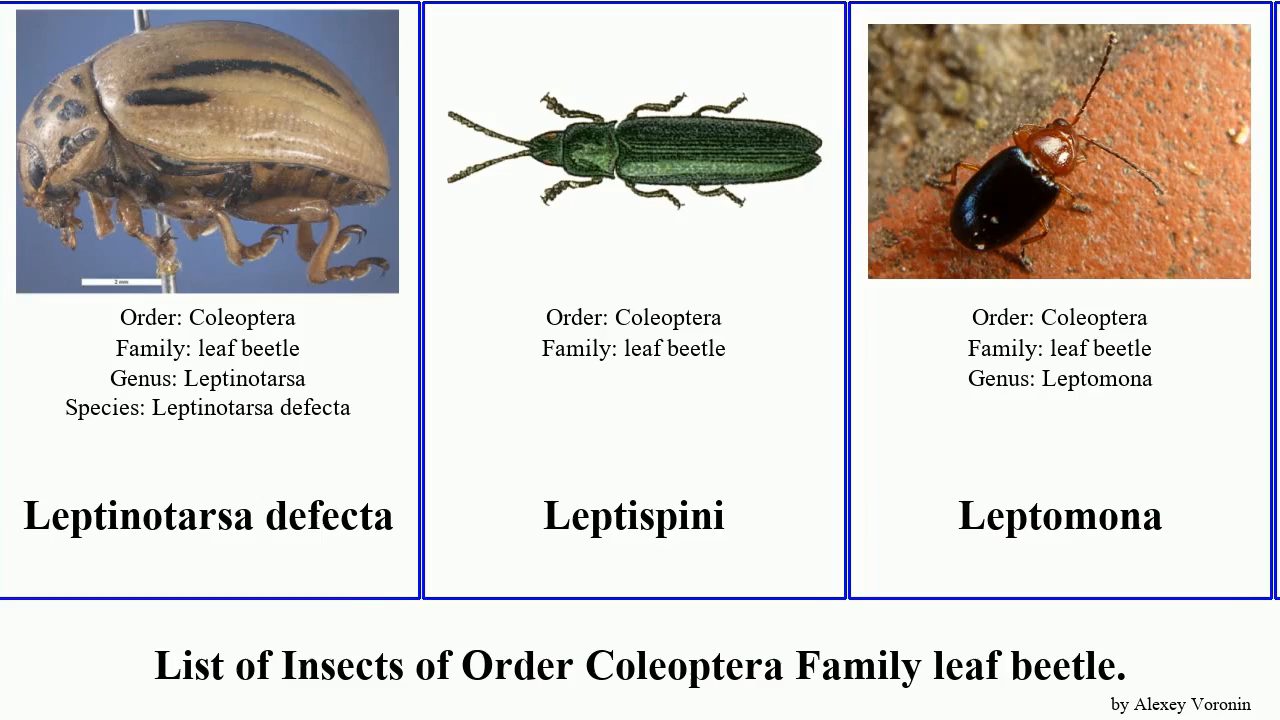 2 mm
Order: Coleoptera
Family: leaf beetle
Genus: Leptinotarsa
Species: Leptinotarsa defecta
Leptinotarsa defecta
Order: Coleoptera
Family: leaf beetle
Leptispini
Order: Coleoptera
Family: leaf beetle
Genus: Leptomona
Leptomona
List of Insects of Order Coleoptera Family leaf beetle.
by Alexey Voronin